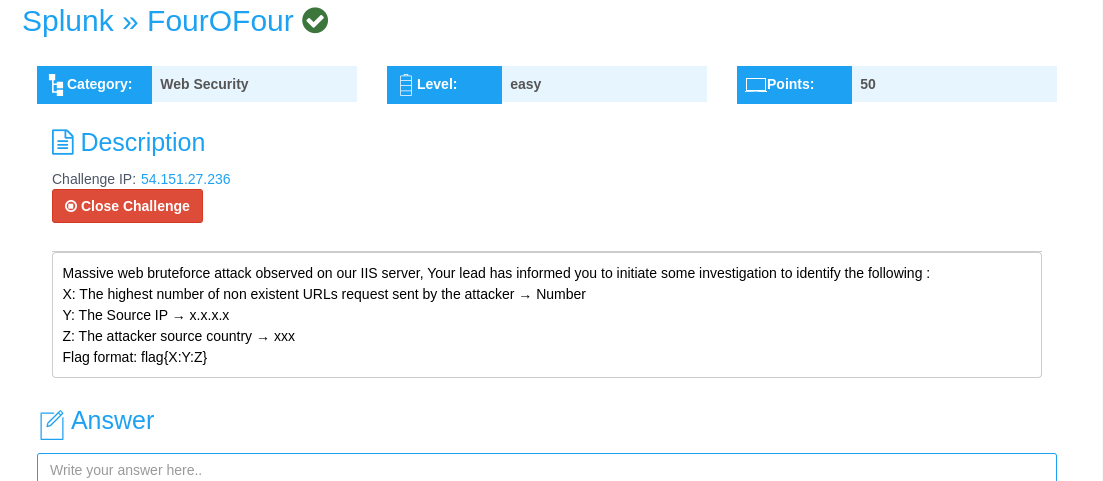 Splunk » FourOFour
Category: Web Security
Level: easy
Points: 50
Description
Challenge IP: 54.151.27.236
Close Challenge
Massive web bruteforce attack observed on our IIS server, Your lead has informed you to initiate some investigation to identify the following :
X: The highest number of non existent URLs request sent by the attacker → Number
Y: The Source IP → x.x.x.x
Z: The attacker source country → xxx
Flag format: flag{X:Y:Z}
Answer
Write your answer here..